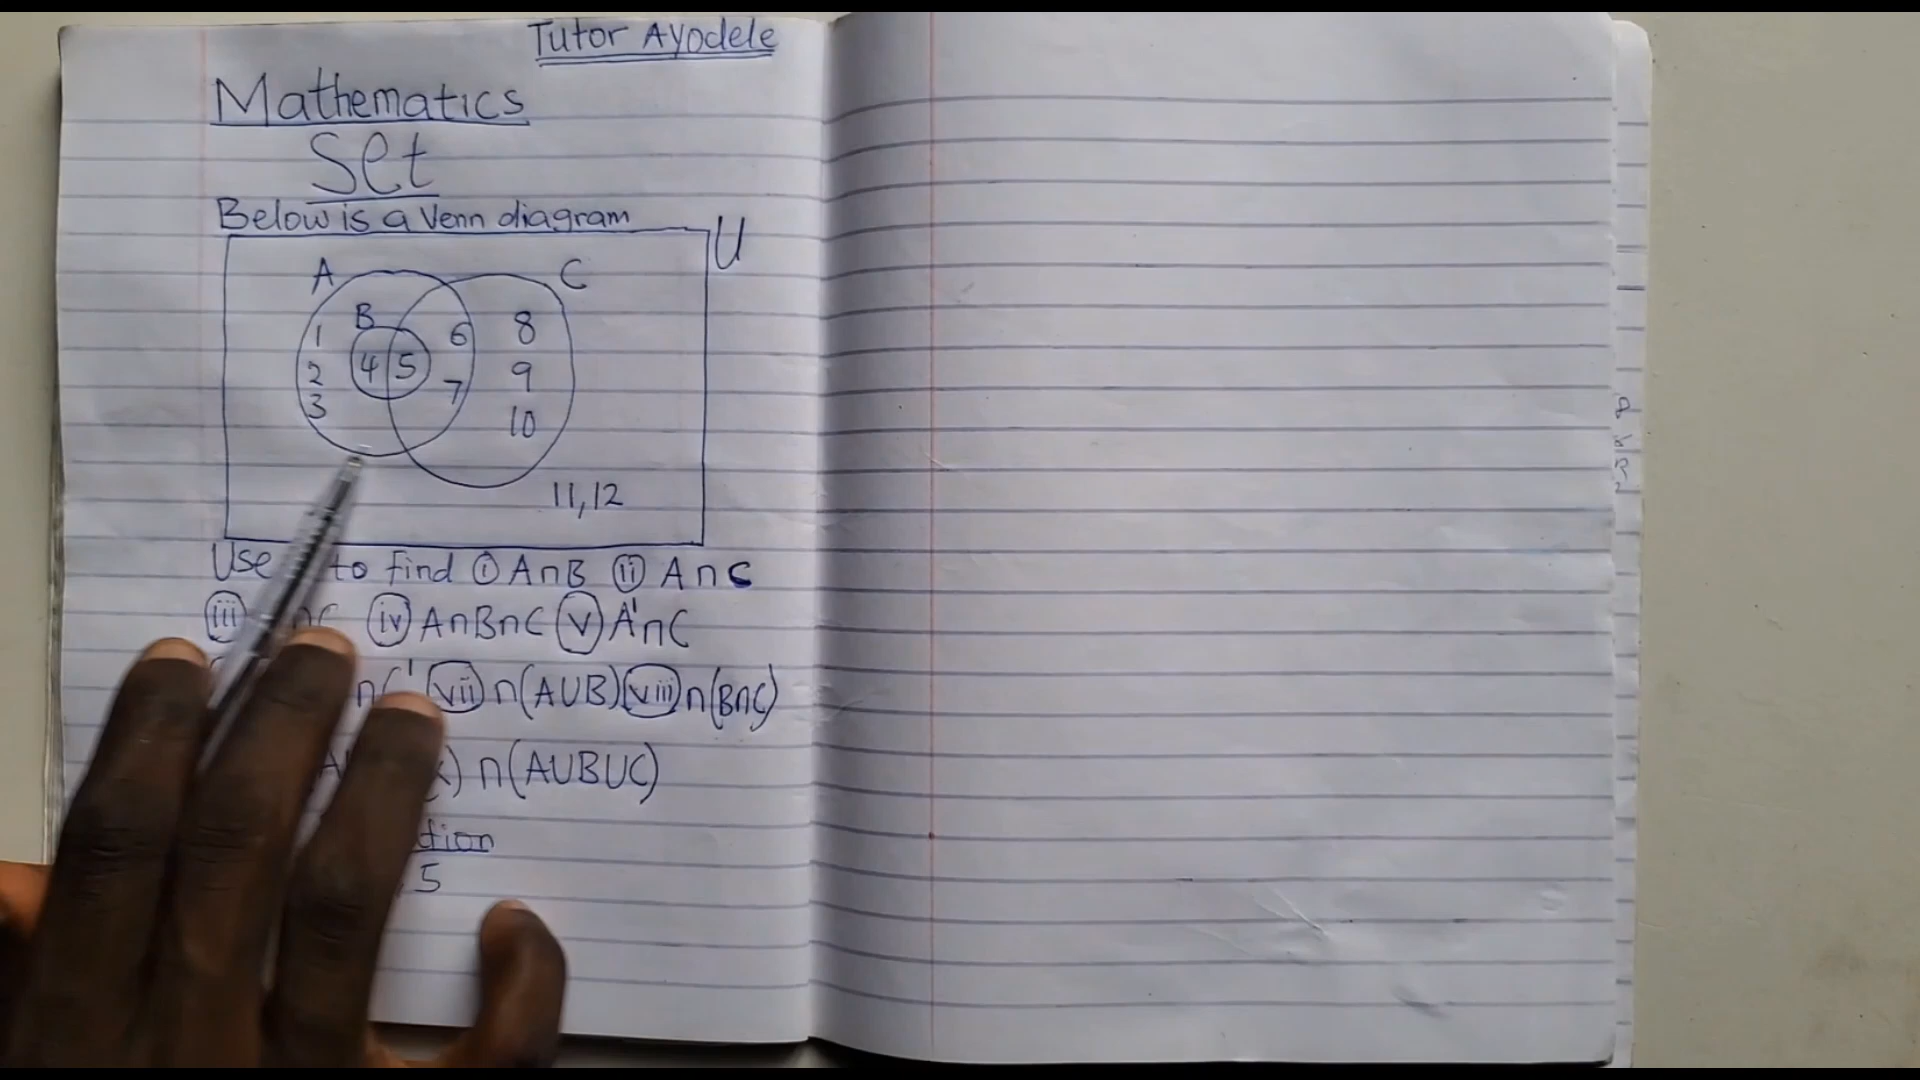 Tutor Ayodele
Mathematics
Set
Below is a Venn diagram
U
A C
B
1 6 8
4 5
2 7 9
3 10
11,12
Use to find (i) A∩B (ii) A∩C
(iii) ∩C (iv) A∩B∩C (v) A'∩C
∩C' (vii) n(AUB) (viii) n(B∩C)
) n(AUBUC)
5